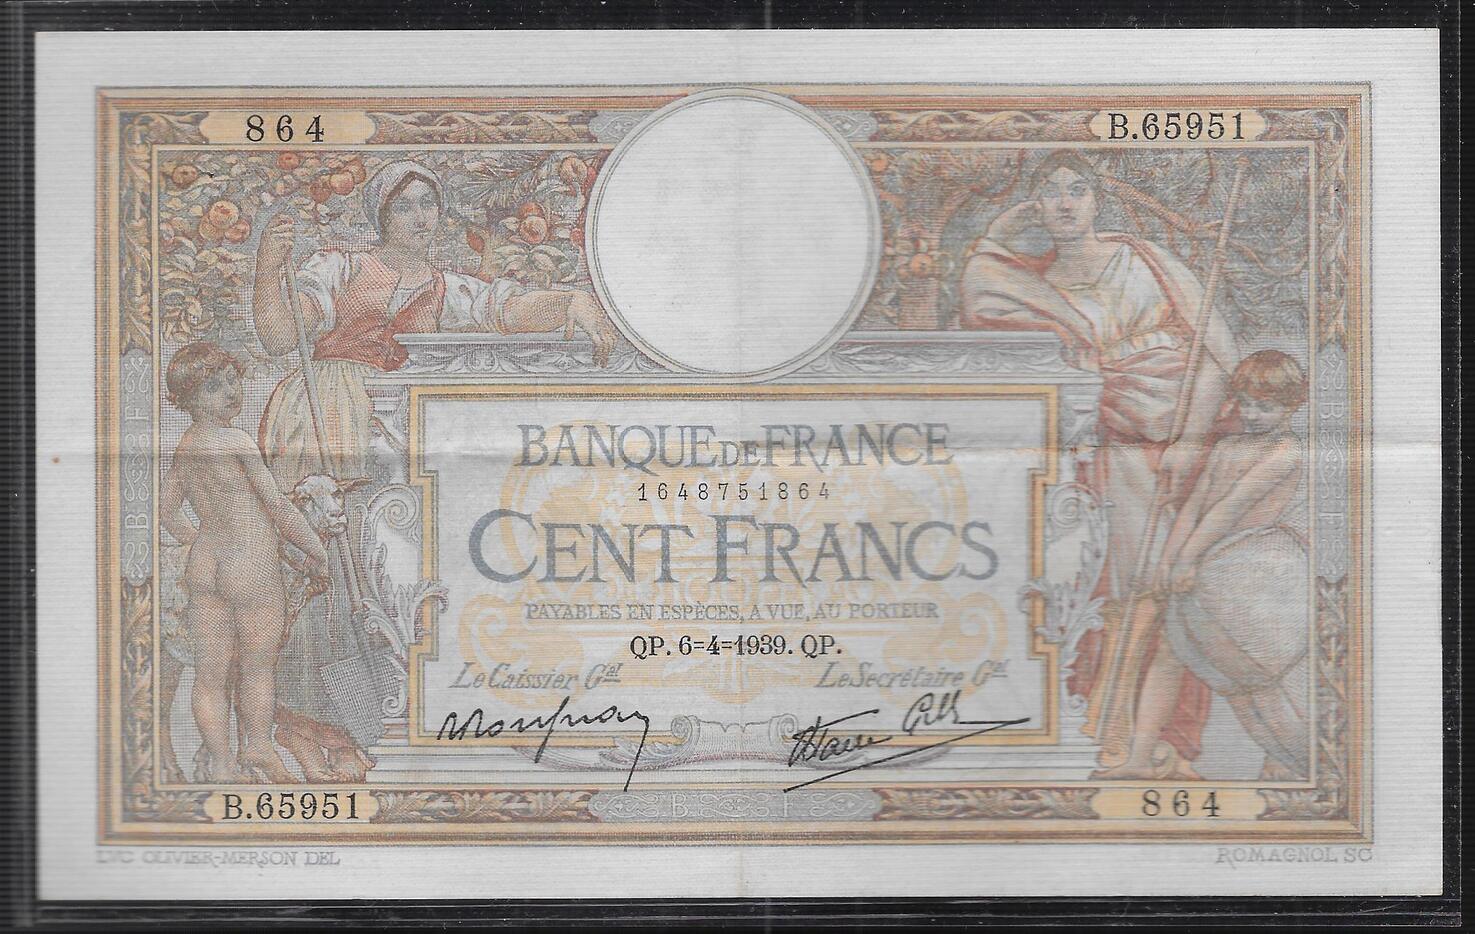 864
B.65951
BANQUE DE FRANCE
1648751864
CENT FRANCS
PAYABLES EN ESPÈCES, A VUE, AU PORTEUR
QP. 6=4=1939. QP.
Le Caissier Gal
Le Secrétaire Gal
B.65951
B F
864
LVC OLIVIER-MERSON DEL
ROMAGNOL SC